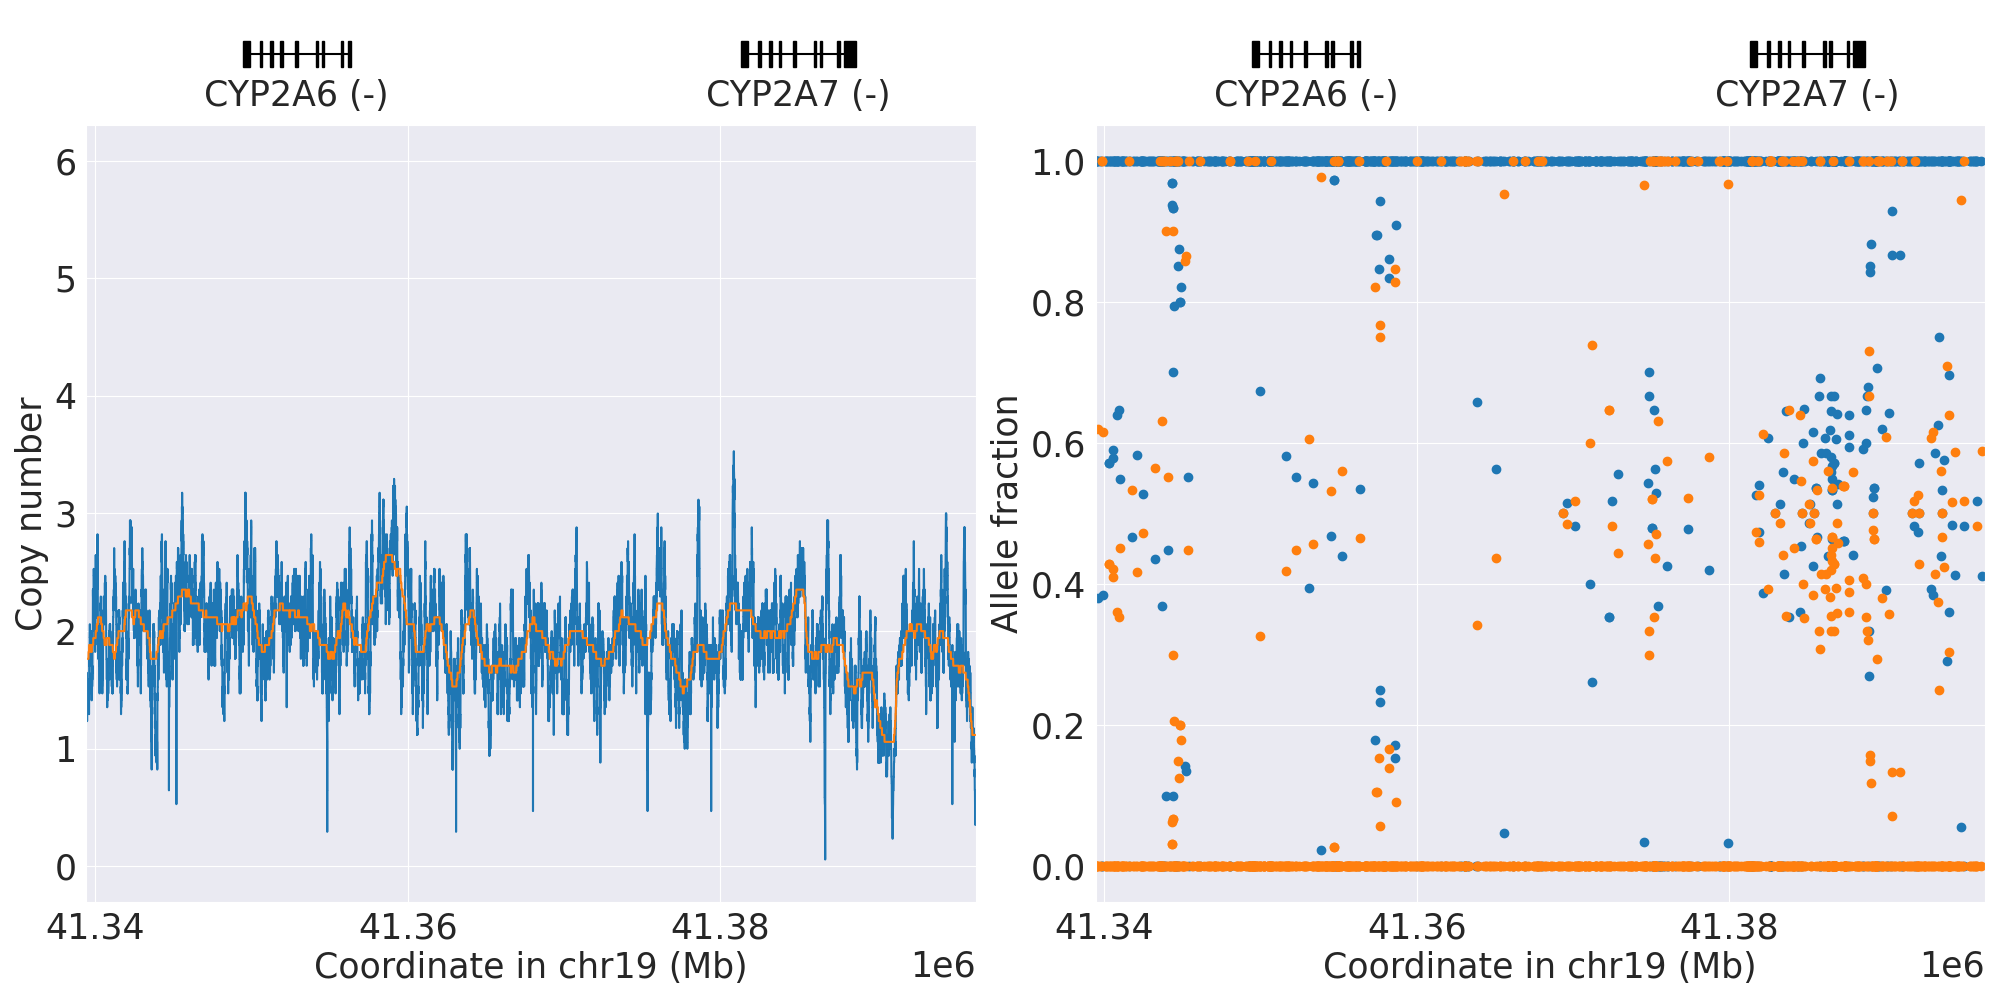 CYP2A6 (-)
CYP2A7 (-)
CYP2A6 (-)
CYP2A7 (-)
6
5
4
3
2
1
0
Copy number
41.34
41.36
41.38
Coordinate in chr19 (Mb)
1e6
1.0
0.8
0.6
0.4
0.2
0.0
Allele fraction
41.34
41.36
41.38
Coordinate in chr19 (Mb)
1e6